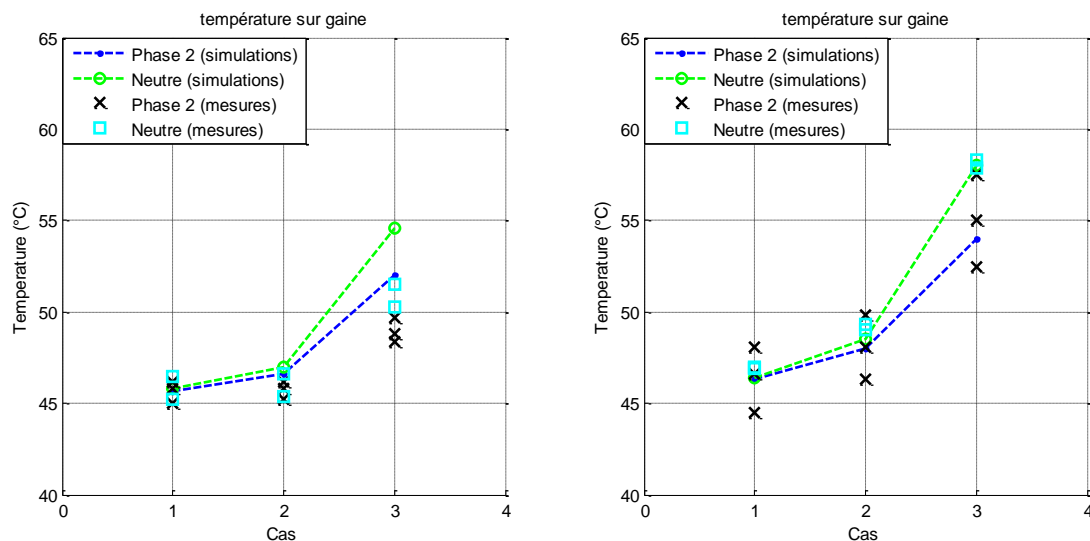 température sur gaine
65
60
55
50
45
40
Temperature (°C)
0 1 2 3 4
Cas
Phase 2 (simulations)
Neutre (simulations)
Phase 2 (mesures)
Neutre (mesures)
température sur gaine
65
60
55
50
45
40
Temperature (°C)
0 1 2 3 4
Cas
Phase 2 (simulations)
Neutre (simulations)
Phase 2 (mesures)
Neutre (mesures)